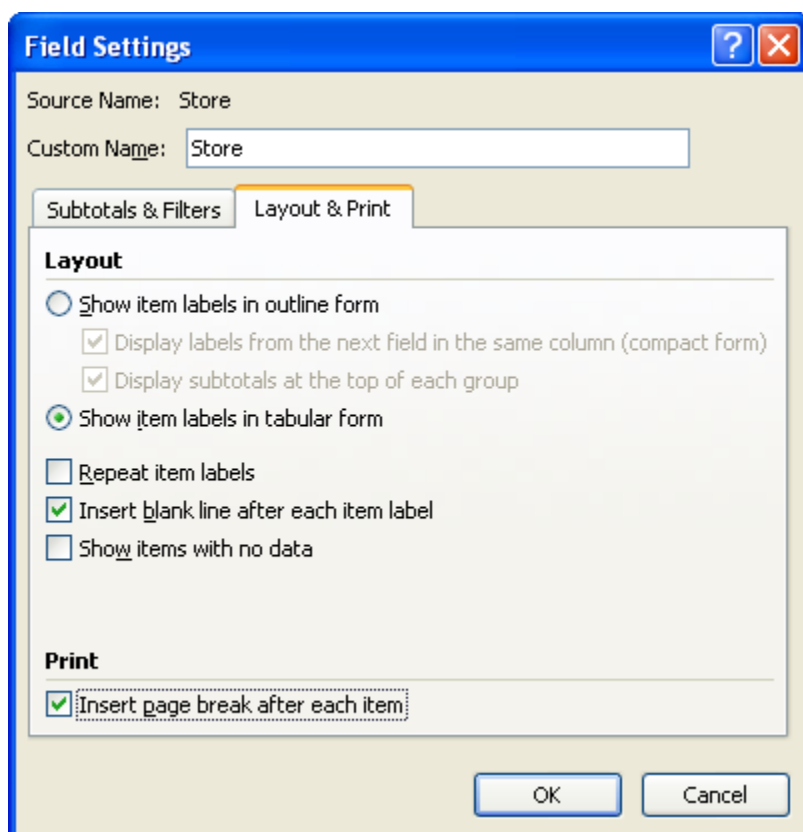 Field Settings
Source Name: Store
Custom Name: Store
Subtotals & Filters Layout & Print
Layout
Show item labels in outline form
Display labels from the next field in the same column (compact form)
Display subtotals at the top of each group
Show item labels in tabular form
Repeat item labels
Insert blank line after each item label
Show items with no data
Print
Insert page break after each item
OK Cancel